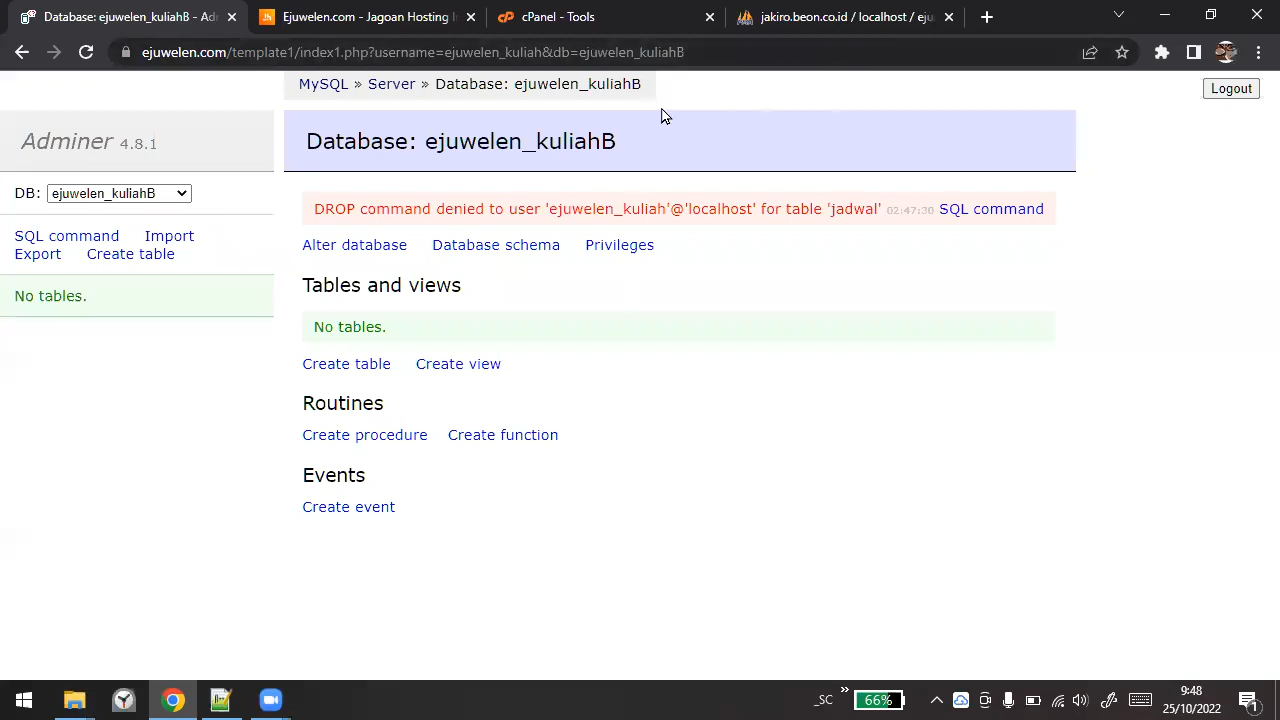 Database: ejuwelen_kuliahB - Adr
Ejuwelen.com - Jagoan Hosting I
cPanel - Tools
jakiro.beon.co.id / localhost / eju
ejuwelen.com/template1/index1.php?username=ejuwelen_kuliah&db=ejuwelen_kuliahB
MySQL » Server » Database: ejuwelen_kuliahB
Logout
Adminer 4.8.1
Database: ejuwelen_kuliahB
DB: ejuwelen_kuliahB
DROP command denied to user 'ejuwelen_kuliah'@'localhost' for table 'jadwal' 02:47:30 SQL command
SQL command Import
Export Create table
Alter database Database schema Privileges
No tables.
Tables and views
No tables.
Create table Create view
Routines
Create procedure Create function
Events
Create event
_SC
66%
9:48
25/10/2022
1